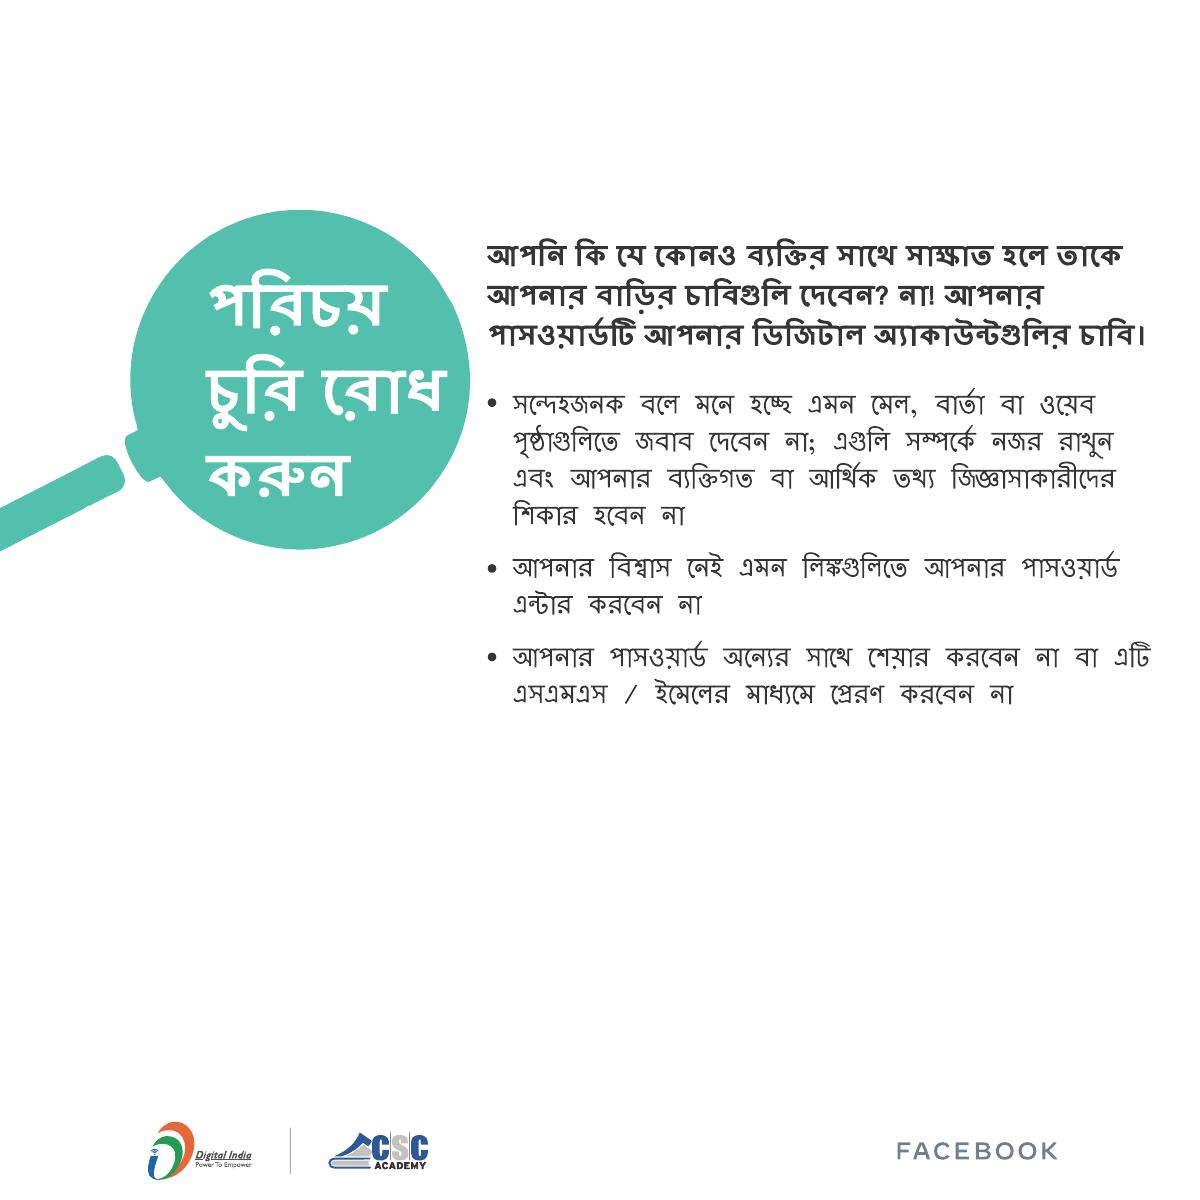 পরিচয়
চুরি রোধ
করুন
আপনি কি যে কোনও ব্যক্তির সাথে সাক্ষাত হলে তাকে
আপনার বাড়ির চাবিগুলি দেবেন? না! আপনার
পাসওয়ার্ডটি আপনার ডিজিটাল অ্যাকাউন্টগুলির চাবি।
• সন্দেহজনক বলে মনে হচ্ছে এমন মেল, বার্তা বা ওয়েব
পৃষ্ঠাগুলিতে জবাব দেবেন না; এগুলি সম্পর্কে নজর রাখুন
এবং আপনার ব্যক্তিগত বা আর্থিক তথ্য জিজ্ঞাসাকারীদের
শিকার হবেন না
• আপনার বিশ্বাস নেই এমন লিঙ্কগুলিতে আপনার পাসওয়ার্ড
এন্টার করবেন না
• আপনার পাসওয়ার্ড অন্যের সাথে শেয়ার করবেন না বা এটি
এসএমএস / ইমেলের মাধ্যমে প্রেরণ করবেন না
Digital India
Power To Empower
CSC
ACADEMY
FACEBOOK